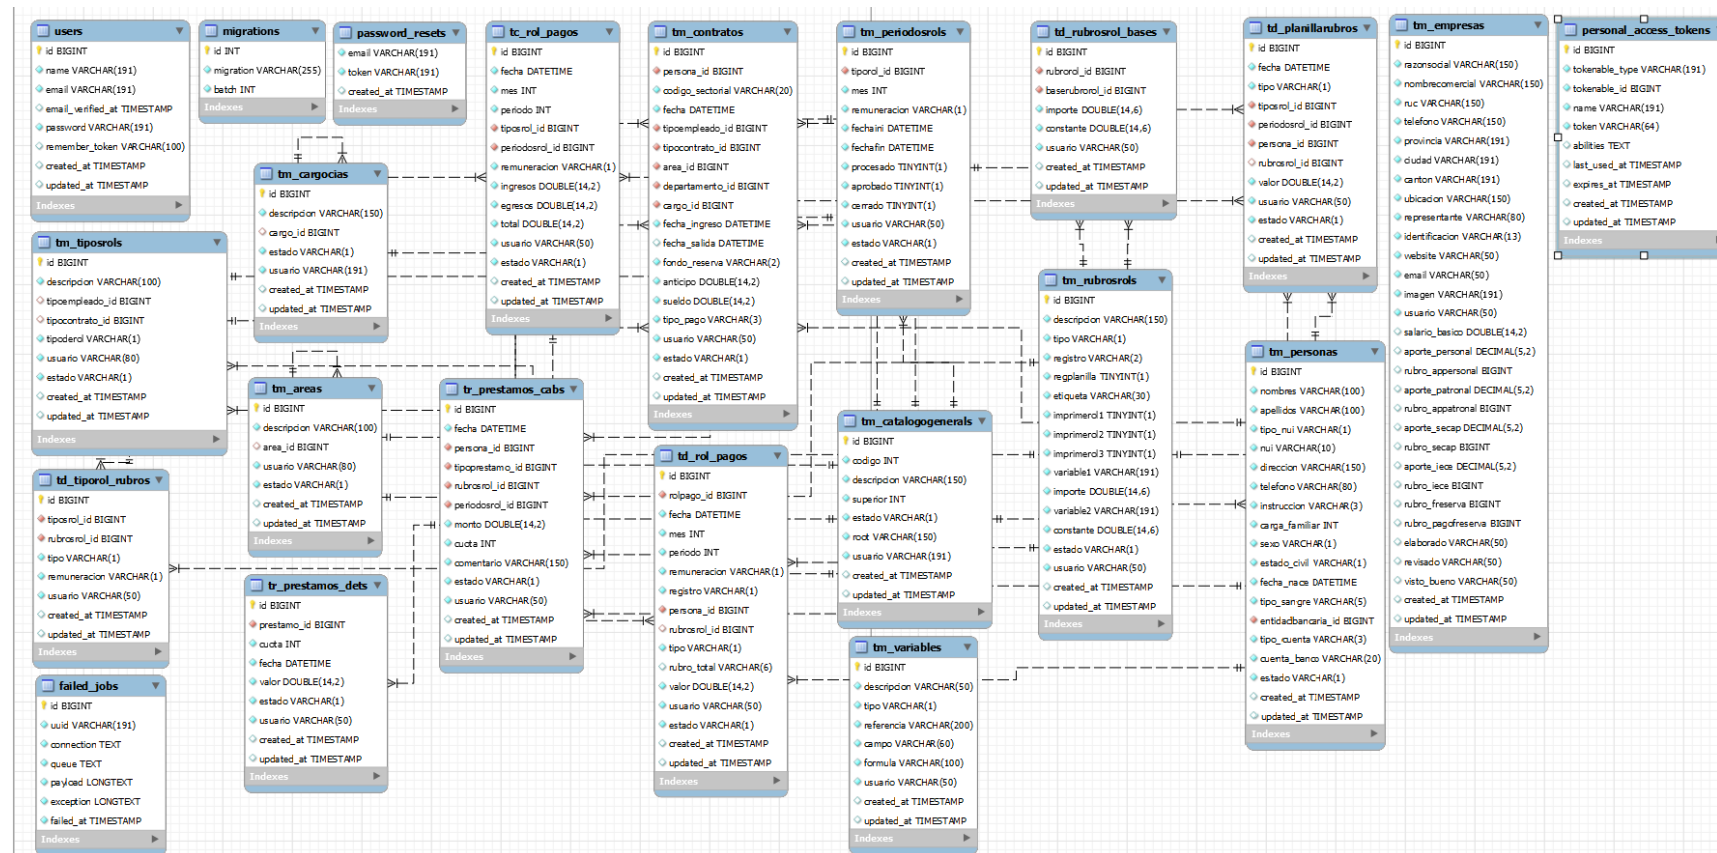 users
id BIGINT
name VARCHAR(191)
email VARCHAR(191)
email_verified_at TIMESTAMP
password VARCHAR(191)
remember_token VARCHAR(100)
created_at TIMESTAMP
updated_at TIMESTAMP
Indexes
migrations
id INT
migration VARCHAR(255)
batch INT
Indexes
password_resets
email VARCHAR(191)
token VARCHAR(191)
created_at TIMESTAMP
Indexes
tc_rol_pagos
id BIGINT
fecha DATETIME
mes INT
periodo INT
tiposrol_id BIGINT
periodosrol_id BIGINT
remuneracion VARCHAR(1)
ingresos DOUBLE(14,2)
egresos DOUBLE(14,2)
total DOUBLE(14,2)
usuario VARCHAR(50)
estado VARCHAR(1)
created_at TIMESTAMP
updated_at TIMESTAMP
tm_contratos
id BIGINT
persona_id BIGINT
codigo_sectorial VARCHAR(20)
fecha DATETIME
tipoempleado_id BIGINT
tipocontrato_id BIGINT
area_id BIGINT
departamento_id BIGINT
cargo_id BIGINT
fecha_ingreso DATETIME
fecha_salida DATETIME
fondo_reserva VARCHAR(2)
anticipo DOUBLE(14,2)
sueldo DOUBLE(14,2)
tipo_pago VARCHAR(3)
usuario VARCHAR(50)
estado VARCHAR(1)
created_at TIMESTAMP
updated_at TIMESTAMP
Indexes
tm_periodosrols
id BIGINT
tiporol_id BIGINT
mes INT
remuneracion VARCHAR(1)
fechaini DATETIME
fechafin DATETIME
procesado TINYINT(1)
aprobado TINYINT(1)
cerrado TINYINT(1)
usuario VARCHAR(50)
estado VARCHAR(1)
created_at TIMESTAMP
updated_at TIMESTAMP
Indexes
td_rubrosrol_bases
id BIGINT
rubrorol_id BIGINT
baserubrorol_id BIGINT
importe DOUBLE(14,6)
constante DOUBLE(14,6)
usuario VARCHAR(50)
created_at TIMESTAMP
updated_at TIMESTAMP
Indexes
td_planillarubros
id BIGINT
fecha DATETIME
tipo VARCHAR(1)
tiposrol_id BIGINT
periodosrol_id BIGINT
persona_id BIGINT
rubrosrol_id BIGINT
valor DOUBLE(14,2)
usuario VARCHAR(50)
estado VARCHAR(1)
created_at TIMESTAMP
updated_at TIMESTAMP
Indexes
tm_empresas
id BIGINT
razonsocial VARCHAR(150)
nombrecomercial VARCHAR(150)
ruc VARCHAR(150)
telefono VARCHAR(150)
provincia VARCHAR(191)
ciudad VARCHAR(191)
canton VARCHAR(191)
ubicacion VARCHAR(150)
representante VARCHAR(80)
identificacion VARCHAR(13)
website VARCHAR(50)
email VARCHAR(50)
imagen VARCHAR(191)
usuario VARCHAR(50)
salario_basico DOUBLE(14,2)
aporte_personal DECIMAL(5,2)
rubro_appersonal BIGINT
aporte_patronal DECIMAL(5,2)
rubro_appatronal BIGINT
aporte_secap DECIMAL(5,2)
rubro_secap BIGINT
aporte_iece DECIMAL(5,2)
rubro_iece BIGINT
rubro_freserva BIGINT
rubro_pagofreserva BIGINT
elaborado VARCHAR(50)
revisado VARCHAR(50)
visto_bueno VARCHAR(50)
created_at TIMESTAMP
updated_at TIMESTAMP
Indexes
personal_access_tokens
id BIGINT
tokenable_type VARCHAR(191)
tokenable_id BIGINT
name VARCHAR(191)
token VARCHAR(64)
abilities TEXT
last_used_at TIMESTAMP
expires_at TIMESTAMP
created_at TIMESTAMP
updated_at TIMESTAMP
Indexes
tm_cargocias
id BIGINT
descripcion VARCHAR(150)
cargo_id BIGINT
estado VARCHAR(1)
usuario VARCHAR(191)
created_at TIMESTAMP
updated_at TIMESTAMP
Indexes
tm_tiposrols
id BIGINT
descripcion VARCHAR(100)
tipoempleado_id BIGINT
tipocontrato_id BIGINT
tipoderol VARCHAR(1)
usuario VARCHAR(80)
estado VARCHAR(1)
created_at TIMESTAMP
updated_at TIMESTAMP
Indexes
tm_areas
id BIGINT
descripcion VARCHAR(100)
area_id BIGINT
usuario VARCHAR(80)
estado VARCHAR(1)
created_at TIMESTAMP
updated_at TIMESTAMP
Indexes
tr_prestamos_cabs
id BIGINT
fecha DATETIME
persona_id BIGINT
tipoprestamo_id BIGINT
rubrosrol_id BIGINT
periodosrol_id BIGINT
monto DOUBLE(14,2)
cuota INT
comentario VARCHAR(150)
estado VARCHAR(1)
usuario VARCHAR(50)
created_at TIMESTAMP
updated_at TIMESTAMP
Indexes
tm_rubrosrols
id BIGINT
descripcion VARCHAR(150)
tipo VARCHAR(1)
registro VARCHAR(2)
regplanilla TINYINT(1)
etiqueta VARCHAR(30)
imprimerol1 TINYINT(1)
imprimerol2 TINYINT(1)
imprimerol3 TINYINT(1)
variable1 VARCHAR(191)
importe DOUBLE(14,6)
variable2 VARCHAR(191)
constante DOUBLE(14,6)
estado VARCHAR(1)
usuario VARCHAR(50)
created_at TIMESTAMP
updated_at TIMESTAMP
Indexes
tm_personas
id BIGINT
nombres VARCHAR(100)
apellidos VARCHAR(100)
tipo_nui VARCHAR(1)
nui VARCHAR(10)
direccion VARCHAR(150)
telefono VARCHAR(80)
instruccion VARCHAR(3)
carga_familiar INT
sexo VARCHAR(1)
estado_civil VARCHAR(1)
fecha_nace DATETIME
tipo_sangre VARCHAR(5)
entidadbancaria_id BIGINT
tipo_cuenta VARCHAR(3)
cuenta_banco VARCHAR(20)
estado VARCHAR(1)
created_at TIMESTAMP
updated_at TIMESTAMP
Indexes
tm_catalogogenerals
id BIGINT
codigo INT
descripcion VARCHAR(150)
superior INT
estado VARCHAR(1)
root VARCHAR(150)
usuario VARCHAR(191)
created_at TIMESTAMP
updated_at TIMESTAMP
Indexes
td_rol_pagos
id BIGINT
rolpago_id BIGINT
fecha DATETIME
mes INT
periodo INT
remuneracion VARCHAR(1)
registro VARCHAR(1)
persona_id BIGINT
rubrosrol_id BIGINT
tipo VARCHAR(1)
rubro_total VARCHAR(6)
valor DOUBLE(14,2)
usuario VARCHAR(50)
estado VARCHAR(1)
created_at TIMESTAMP
updated_at TIMESTAMP
Indexes
td_tiporol_rubros
id BIGINT
tiposrol_id BIGINT
rubrosrol_id BIGINT
tipo VARCHAR(1)
remuneracion VARCHAR(1)
usuario VARCHAR(50)
created_at TIMESTAMP
updated_at TIMESTAMP
Indexes
tr_prestamos_dets
id BIGINT
prestamo_id BIGINT
cuota INT
fecha DATETIME
valor DOUBLE(14,2)
estado VARCHAR(1)
usuario VARCHAR(50)
created_at TIMESTAMP
updated_at TIMESTAMP
Indexes
tm_variables
id BIGINT
descripcion VARCHAR(50)
tipo VARCHAR(1)
referencia VARCHAR(200)
campo VARCHAR(60)
formula VARCHAR(100)
usuario VARCHAR(50)
created_at TIMESTAMP
updated_at TIMESTAMP
Indexes
failed_jobs
id BIGINT
uuid VARCHAR(191)
connection TEXT
queue TEXT
payload LONGTEXT
exception LONGTEXT
failed_at TIMESTAMP
Indexes